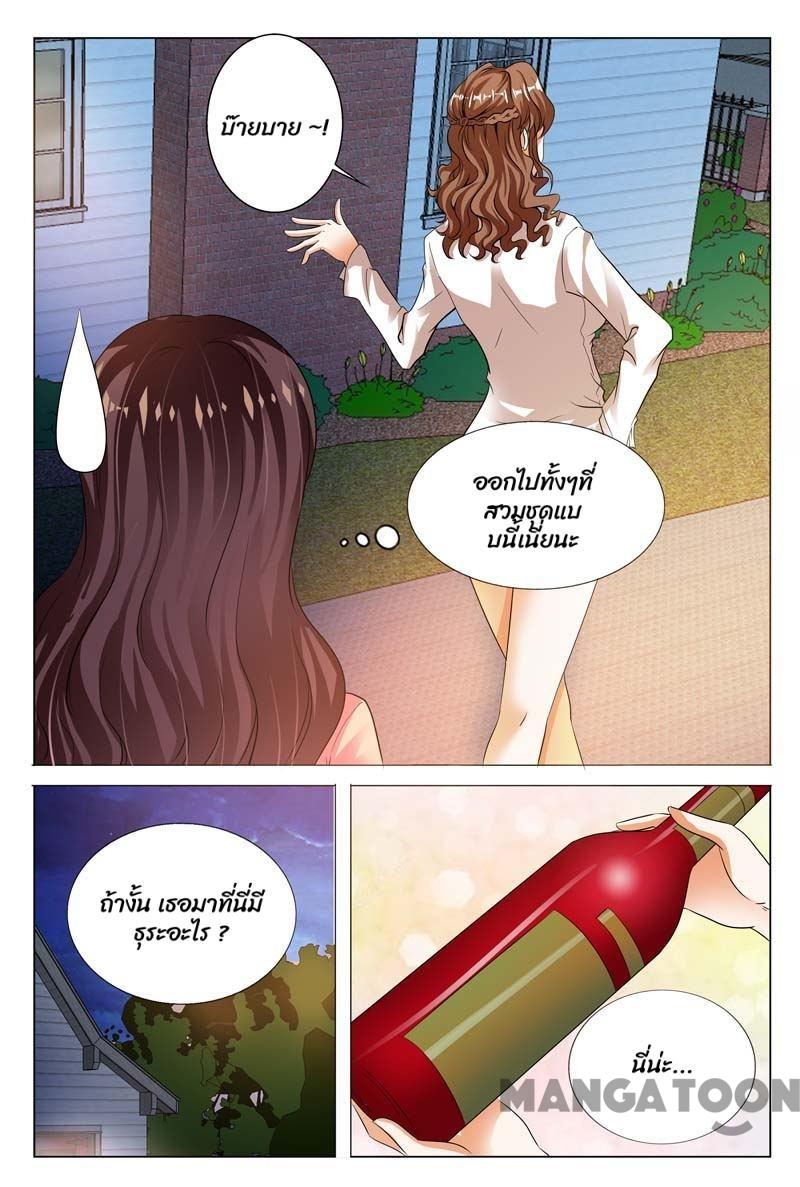 บ๊ายบาย ~!
ออกไปทั้งๆที่
สวมชุดแบ
บนี้เนี่ยนะ
ถ้างั้น เธอมาที่นี่มี
ธุระอะไร ?
นี่น่ะ...
MANGATOON